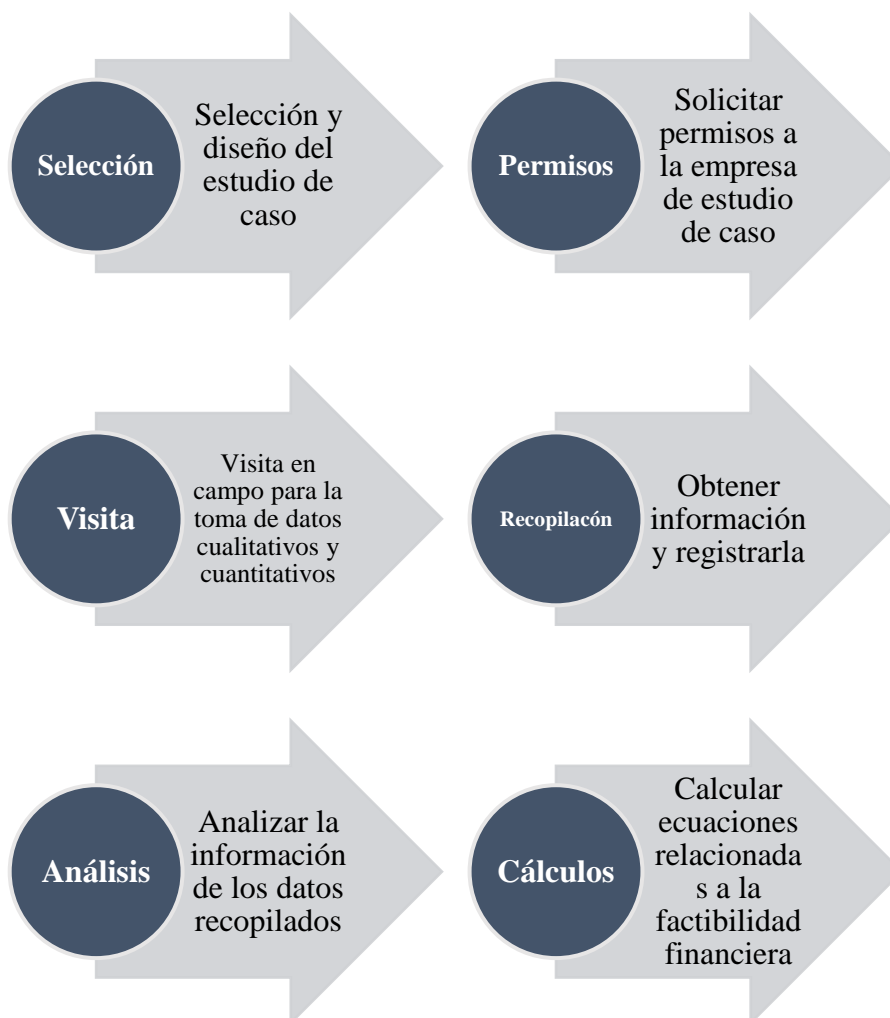 Selección
Selección y
diseño del
estudio de
caso
Permisos
Solicitar
permisos a
la empresa
de estudio
de caso
Visita
Visita en
campo para la
toma de datos
cualitativos y
cuantitativos
Recopilacón
Obtener
información
y registrarla
Análisis
Analizar la
información
de los datos
recopilados
Cálculos
Calcular
ecuaciones
relacionada
s a la
factibilidad
financiera